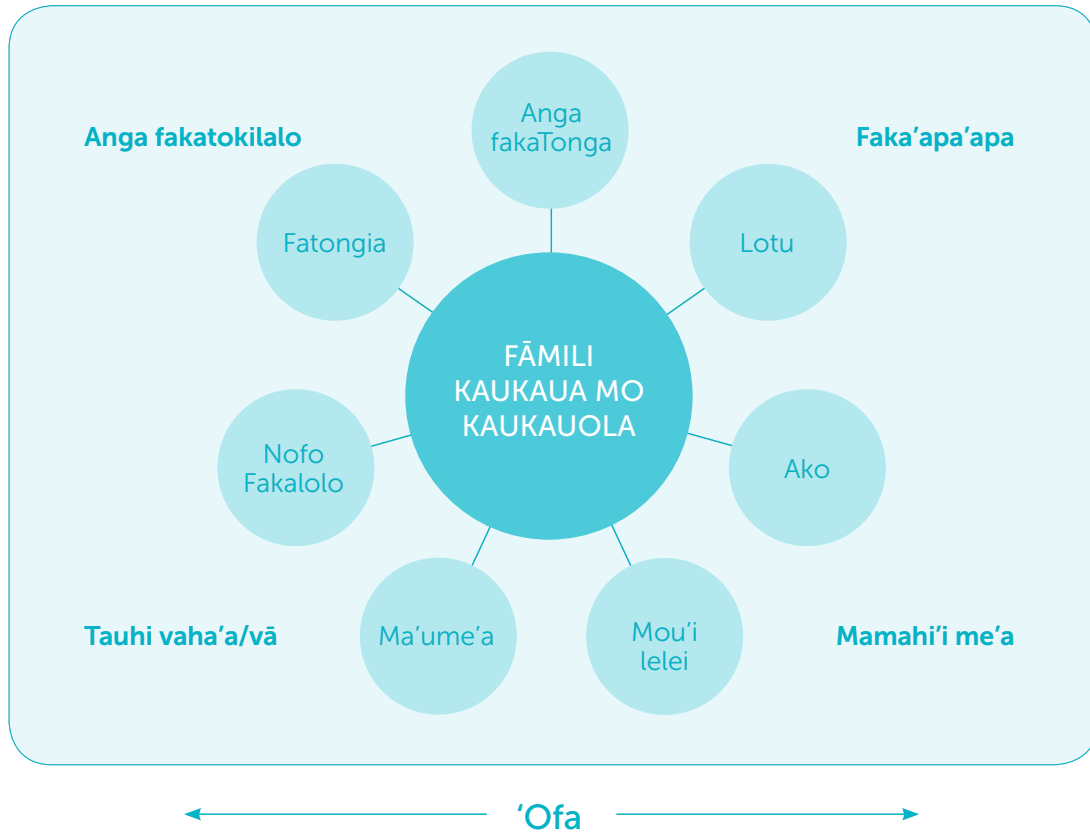 Anga
fakaTonga
Anga fakatokilalo
Faka’apa’apa
Fatongia
Lotu
FĀMILI
KAUKAUA MO
KAUKAUOLA
Nofo
Fakalolo
Ako
Tauhi vaha’a/vā
Ma’ume’a
Mou’i
lelei
Mamahi’i me’a
‘Ofa